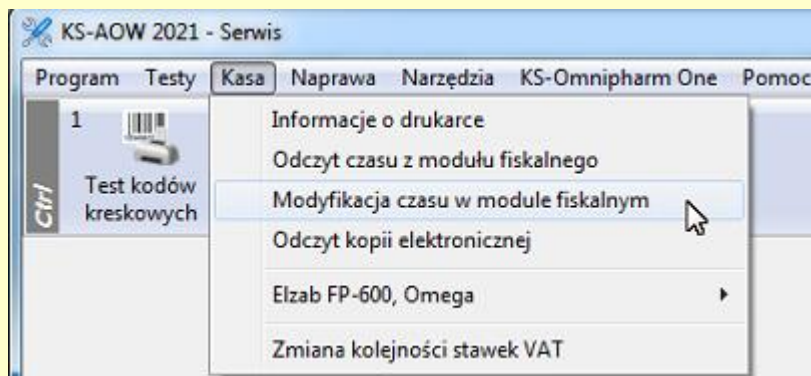 KS-AOW 2021 - Serwis
Program Testy Kasa Naprawa Narzędzia KS-Omnipharm One Pomoc
Ctrl
1
Test kodów
kreskowych
Informacje o drukarce
Odczyt czasu z modułu fiskalnego
Modyfikacja czasu w module fiskalnym
Odczyt kopii elektronicznej
Elzab FP-600, Omega
Zmiana kolejności stawek VAT